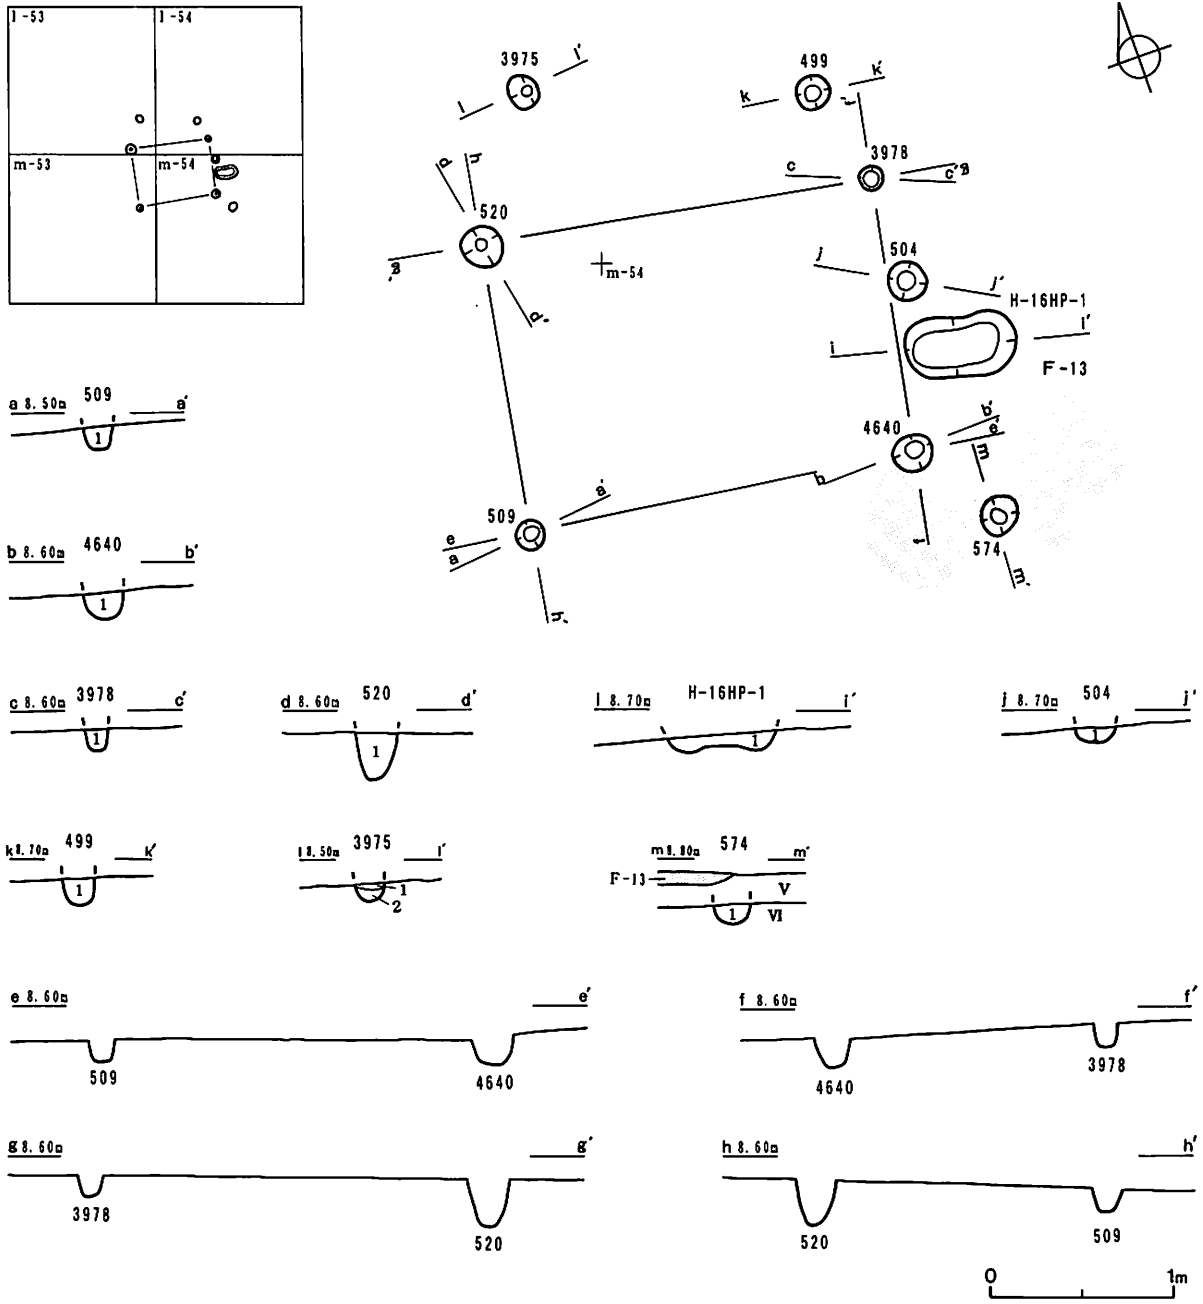 l-53 l-54
m-53 m-54
3975 l l'
499 k k'
3978 c c' g
f'
520 d h
g'
d'
m-54
504 j j'
H-16HP-1
i i'
F-13
4640 b b' e'
f
509 a' e a
h'
574 m m'
509
a 8.50m a'
1
4640
b 8.60m b'
1
3978
c 8.60m c'
1
520
d 8.60m d'
1
H-16HP-1
i 8.70m i'
1
504
j 8.70m j'
1
499
k 8.70m k'
1
3975
l 8.50m l'
1
2
574
m 8.80m m'
F-13
V
VI
1
e 8.60m e'
509 4640
f 8.60m f'
4640 3978
g 8.60m g'
3978 520
h 8.60m h'
520 509
0 1m